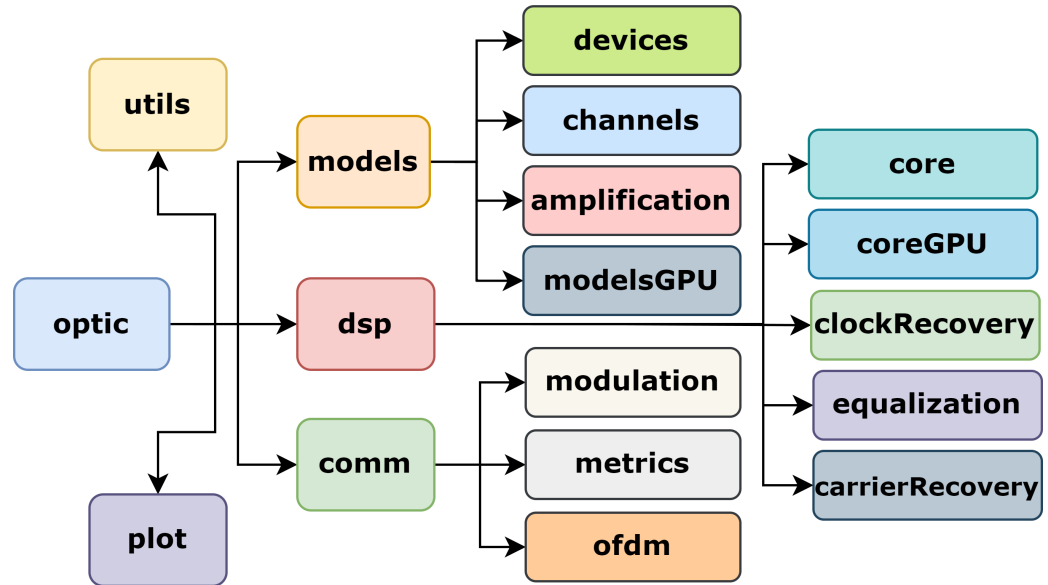 optic
utils
plot
models
dsp
comm
devices
channels
amplification
modelsGPU
modulation
metrics
ofdm
core
coreGPU
clockRecovery
equalization
carrierRecovery